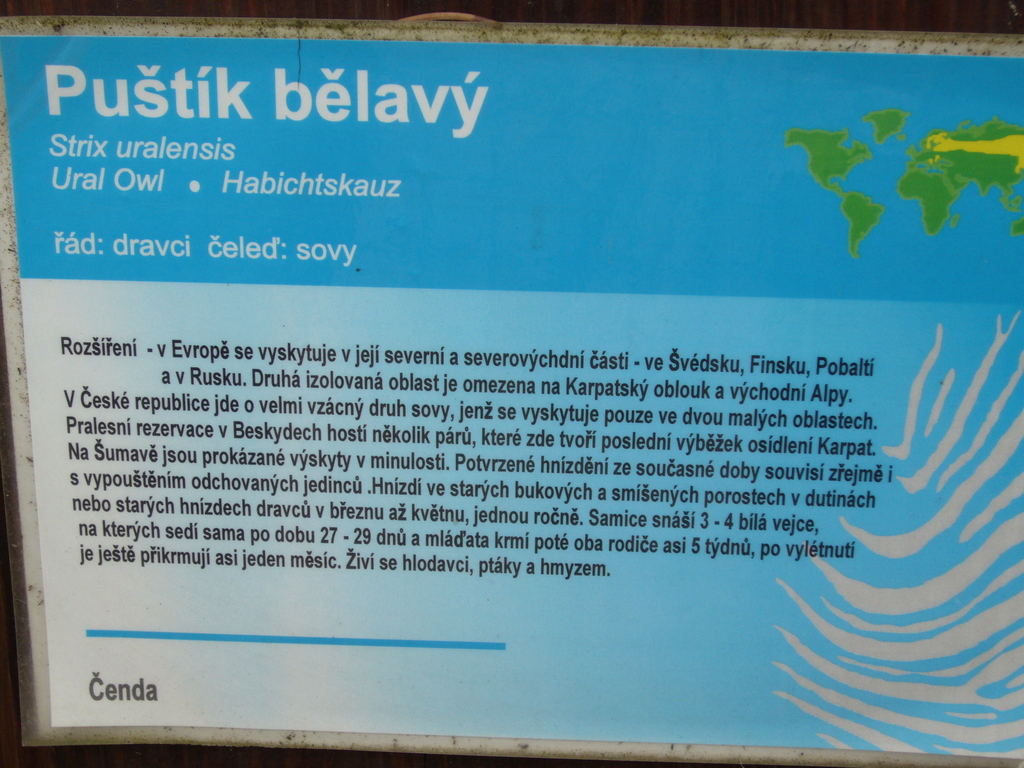 Puštík bělavý
Strix uralensis
Ural Owl • Habichtskauz
řád: dravci čeleď: sovy
Rozšíření - v Evropě se vyskytuje v její severní a severovýchdní části - ve Švédsku, Finsku, Pobaltí
a v Rusku. Druhá izolovaná oblast je omezena na Karpatský oblouk a východní Alpy.
V České republice jde o velmi vzácný druh sovy, jenž se vyskytuje pouze ve dvou malých oblastech.
Pralesní rezervace v Beskydech hostí několik párů, které zde tvoří poslední výběžek osídlení Karpat.
Na Šumavě jsou prokázané výskyty v minulosti. Potvrzené hnízdění ze současné doby souvisí zřejmě i
s vypouštěním odchovaných jedinců .Hnízdí ve starých bukových a smíšených porostech v dutinách
nebo starých hnízdech dravců v březnu až květnu, jednou ročně. Samice snáší 3 - 4 bílá vejce,
na kterých sedí sama po dobu 27 - 29 dnů a mláďata krmí poté oba rodiče asi 5 týdnů, po vylétnutí
je ještě přikrmují asi jeden měsíc. Živí se hlodavci, ptáky a hmyzem.
Čenda